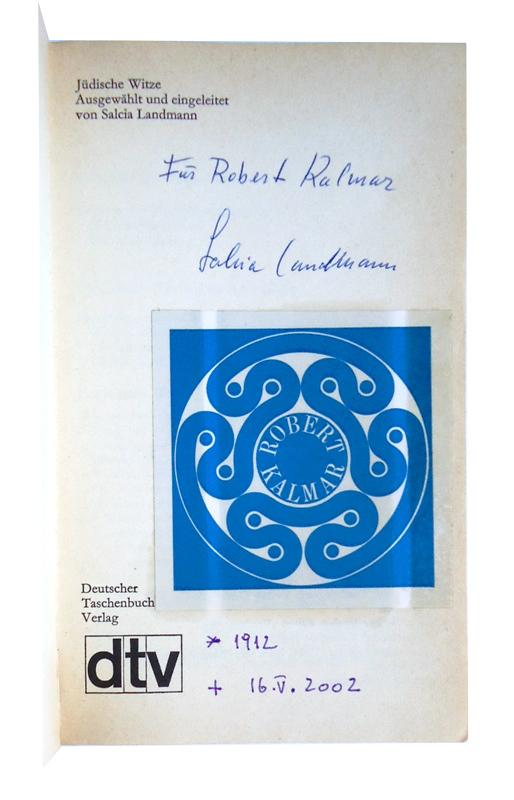 Jüdische Witze
Ausgewählt und eingeleitet
von Salcia Landmann
Für Robert Kalmar
Salcia Landmann
ROBERT
KALMAR
Deutscher
Taschenbuch
Verlag
dtv
* 1912
+ 16.V. 2002